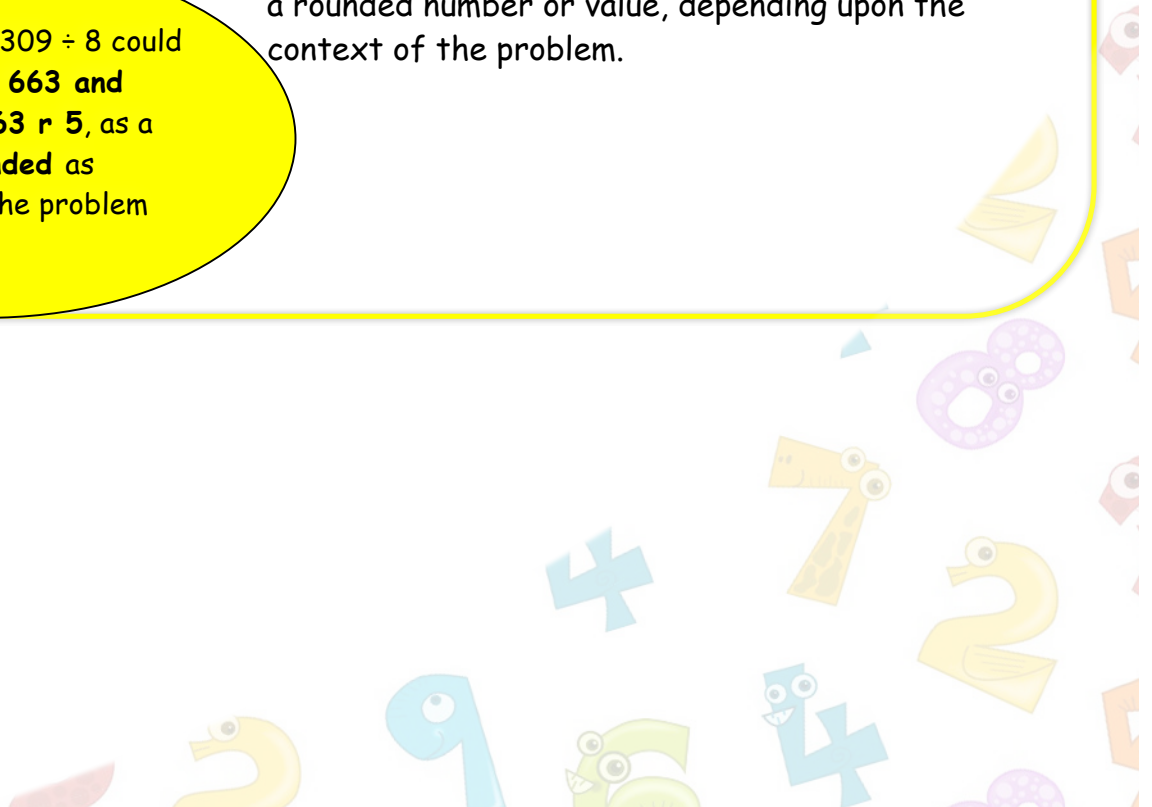 a rounded number or value, depending upon the
context of the problem.
309 ÷ 8 could
663 and
63 r 5, as a
as
he problem